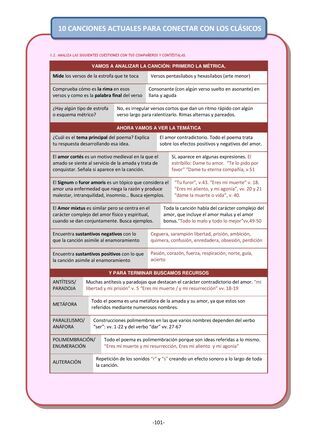 10 CANCIONES ACTUALES PARA CONECTAR CON LOS CLÁSICOS
1.2. ANALIZA LAS SIGUIENTES CUESTIONES CON TUS COMPAÑEROS Y CONTÉSTALAS.
VAMOS A ANALIZAR LA CANCIÓN: PRIMERO LA MÉTRICA.
Mide los versos de la estrofa que te toca
Versos pentasílabos y hexasílabos (arte menor)
Comprueba cómo es la rima en esos
versos y como es la palabra final del verso
Consonante (con algún verso suelto en asonante) en
llana y aguda
¿Hay algún tipo de estrofa
o esquema métrico?
No, es irregular versos cortos que dan un ritmo rápido con algún
verso largo para ralentizarlo. Rimas alternas y pareados.
AHORA VAMOS A VER LA TEMÁTICA
¿Cuál es el tema principal del poema? Explica
tu respuesta desarrollando esa idea.
El amor contradictorio. Todo el poema trata
sobre los efectos positivos y negativos del amor.
El amor cortés es un motivo medieval en la que el
amado se siente al servicio de la amada y trata de
conquistar. Señala si aparece en la canción.
Sí, aparece en algunas expresiones. El
estribillo: Dame tu amor. "Te lo pido por
favor" "Dame tu eterna compañía, v.51
El Signum o furor amoris es un tópico que considera el
amor una enfermedad que niega la razón y produce
malestar, intranquilidad, insomnio... Busca ejemplos.
"Tu furor", v.43. "Eres mi muerte" v. 18,
"Eres mi aliento, y mi agonía", vv. 20 y 21
"dame la muerte o vida", v. 40.
El Amor mixtus es similar pero se centra en el
carácter complejo del amor físico y espiritual,
cuando se dan conjuntamente. Busca ejemplos.
Toda la canción habla del carácter complejo del
amor, que incluye el amor malus y el amor
bonus. "Todo lo malo y todo lo mejor" vv.49-50
Encuentra sustantivos negativos con lo
que la canción asimile al enamoramiento
Ceguera, sarampión libertad, prisión, ambición,
quimera, confusión, enredadera, obsesión, perdición
Encuentra sustantivos positivos con lo que
la canción asimile al enamoramiento
Pasión, corazón, fuerza, respiración, norte, guía,
acierto
Y PARA TERMINAR BUSCAMOS RECURSOS
ANTÍTESIS/
PARADOJA
Muchas antítesis y paradojas que destacan el carácter contradictorio del amor. "mi
libertad y mi prisión" v. 5 "Eres mi muerte / y mi resurrección" vv. 18-19
METÁFORA
Todo el poema es una metáfora de la amada y su amor, ya que estos son
referidos mediante numerosos nombres.
PARALELISMO/
ANÁFORA
Construcciones polimembres en las que varios nombres dependen del verbo
"ser": vv. 1-22 y del verbo "dar" vv. 27-67
POLIMEMBRACIÓN/
ENUMERACIÓN
Todo el poema es polimembración porque son ideas referidas a lo mismo.
"Eres mi muerte y mi resurrección, Eres mi aliento y mi agonía"
ALITERACIÓN
Repetición de los sonidos "r" y "s" creando un efecto sonoro a lo largo de toda
la canción.
-101-